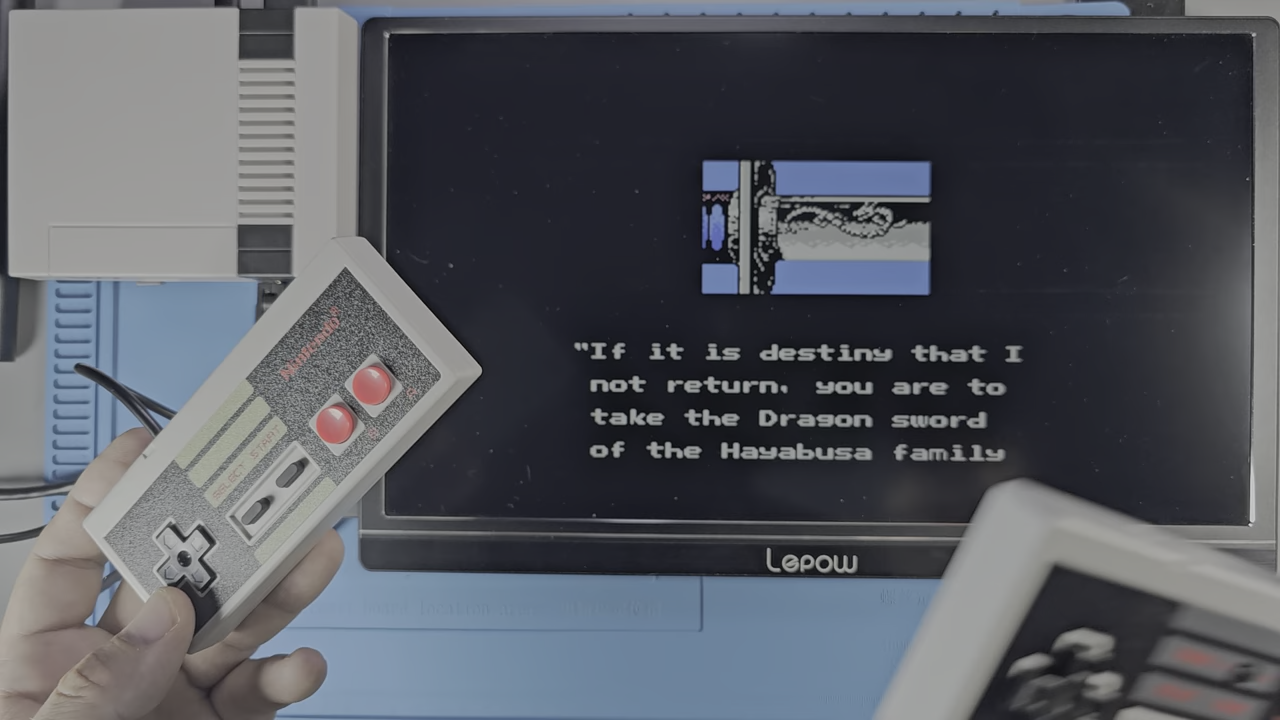 "If it is destiny that I
not return, you are to
take the Dragon sword
of the Hayabusa family
Nintendo
SELECT START
Lepow